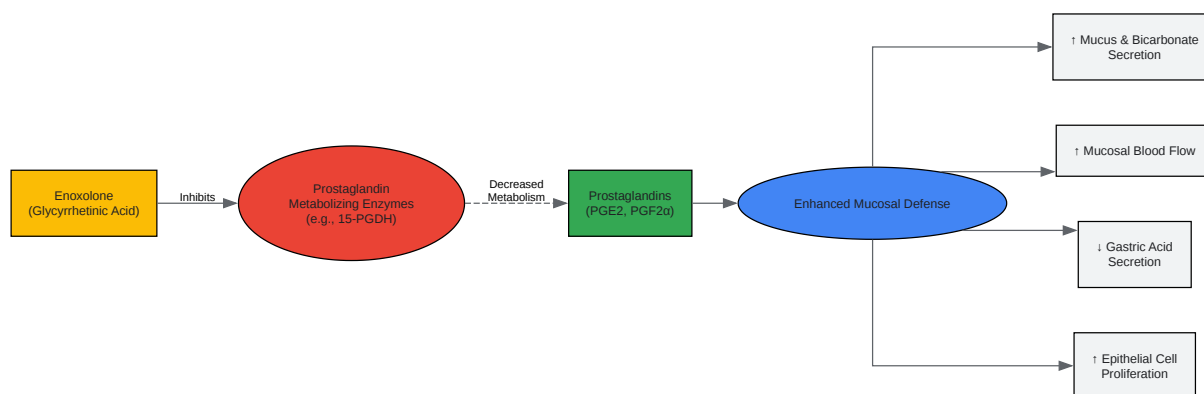 Enoxolone
(Glycyrrhetinic Acid)
Inhibits
Prostaglandin
Metabolizing Enzymes
(e.g., 15-PGDH)
Decreased
Metabolism
Prostaglandins
(PGE2, PGF2α)
Enhanced Mucosal Defense
↑ Mucus & Bicarbonate
Secretion
↑ Mucosal Blood Flow
↓ Gastric Acid
Secretion
↑ Epithelial Cell
Proliferation